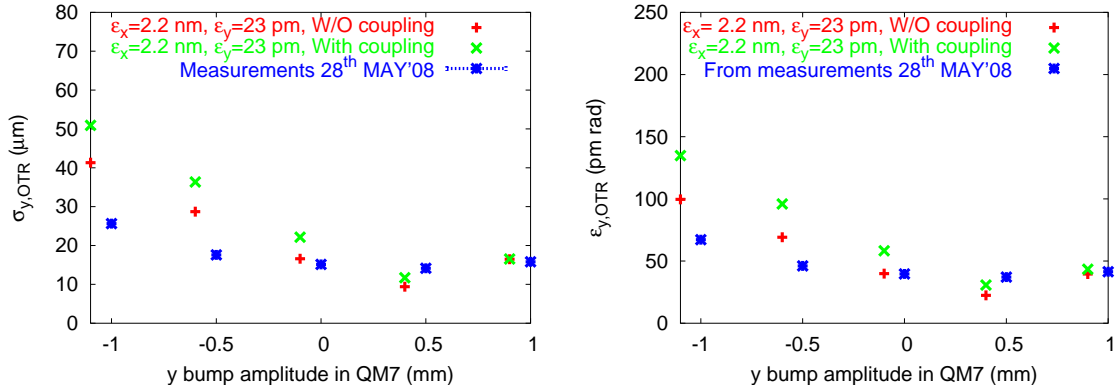 εx=2.2 nm, εy=23 pm, W/O coupling
εx=2.2 nm, εy=23 pm, With coupling
Measurements 28th MAY'08
80
70
60
50
40
30
20
10
0
σy,OTR (μm)
-1 -0.5 0 0.5 1
y bump amplitude in QM7 (mm)
εx= 2.2 nm, εy=23 pm, W/O coupling
εx=2.2 nm, εy=23 pm, With coupling
From measurements 28th MAY'08
250
200
150
100
50
0
εy,OTR (pm rad)
-1 -0.5 0 0.5 1
y bump amplitude in QM7 (mm)